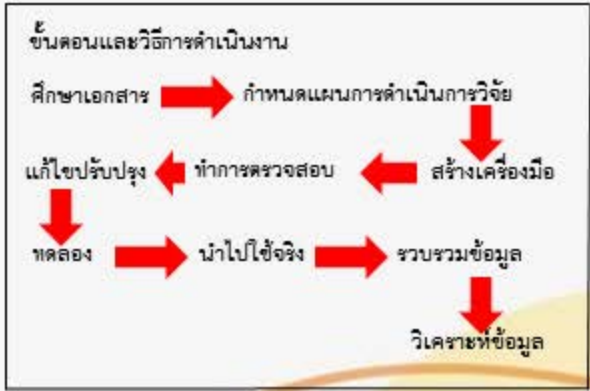 ขั้นตอนและวิธีการดำเนินงาน
ศึกษาเอกสาร กำหนดแผนการดำเนินการวิจัย
แก้ไขปรับปรุง ทำการตรวจสอบ สร้างเครื่องมือ
ทดลอง นำไปใช้จริง รวบรวมข้อมูล
วิเคราะห์ข้อมูล